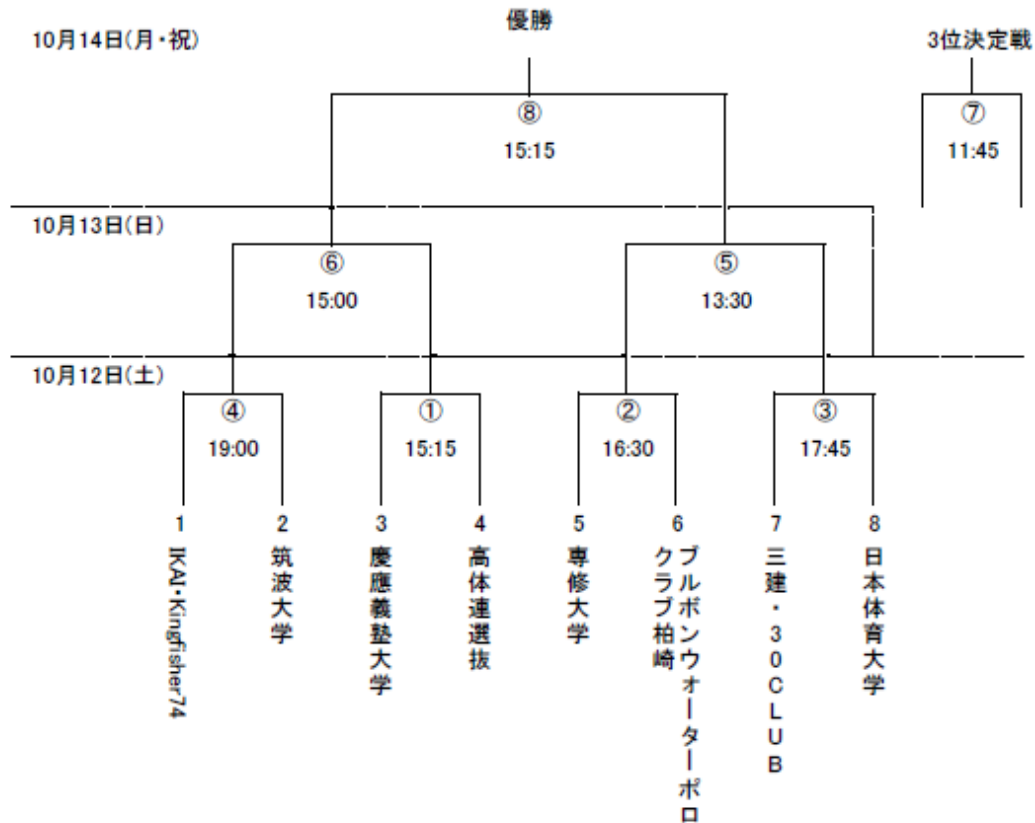 優勝
10月14日(月・祝)
3位決定戦
⑧
⑦
15:15
11:45
10月13日(日)
⑥
⑤
15:00
13:30
10月12日(土)
④
①
②
③
19:00
15:15
16:30
17:45
1
2
3
4
5
6
7
8
IKAI・Kingfisher74
筑波大学
慶應義塾大学
高体連選抜
専修大学
ブルボンウォーターポロ
クラブ柏崎
三建・30CLUB
日本体育大学